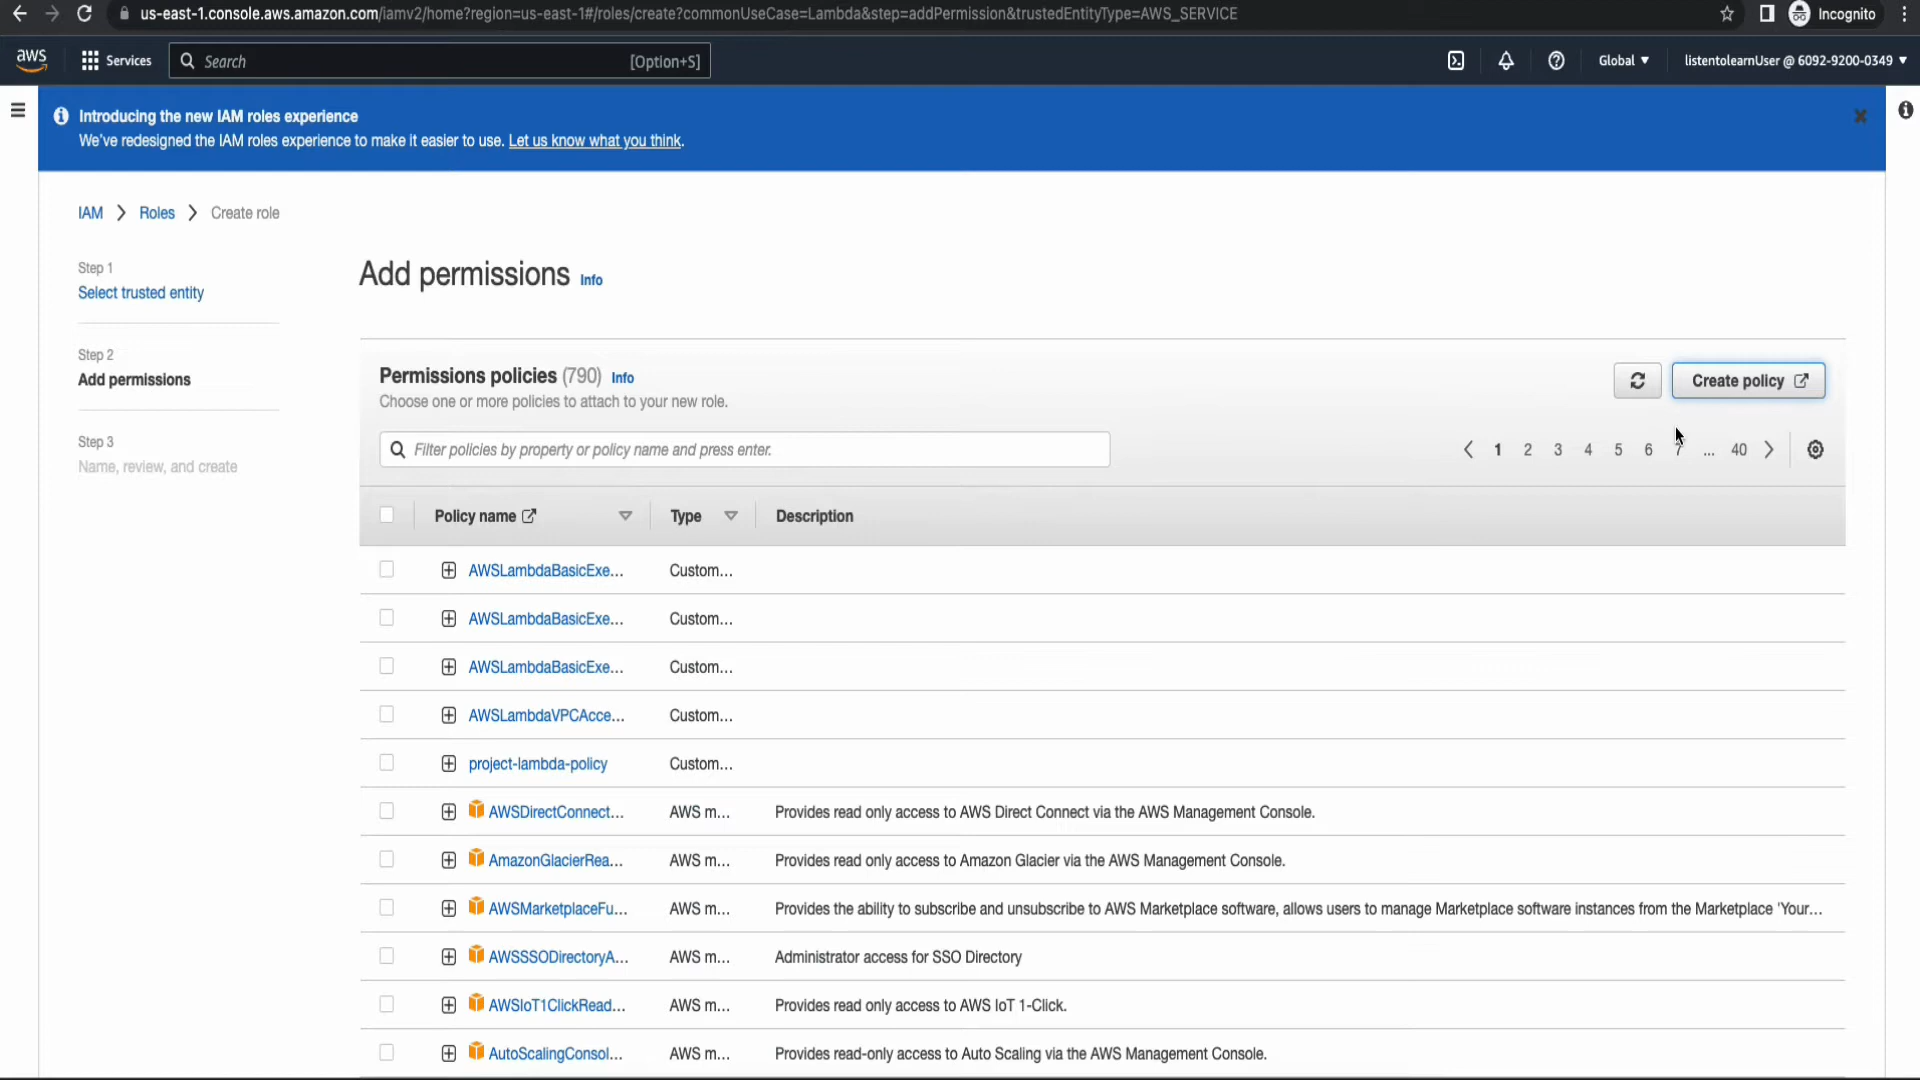 us-east-1.console.aws.amazon.com/iamv2/home?region=us-east-1#/roles/create?commonUseCase=Lambda&step=addPermission&trustedEntityType=AWS_SERVICE
Incognito
aws
Services
Search
[Option+S]
Global
listentolearnUser @ 6092-9200-0349
Introducing the new IAM roles experience
We've redesigned the IAM roles experience to make it easier to use. Let us know what you think.
IAM
Roles
Create role
Step 1
Select trusted entity
Step 2
Add permissions
Step 3
Name, review, and create
Add permissions Info
Permissions policies (790) Info
Choose one or more policies to attach to your new role.
Create policy
Filter policies by property or policy name and press enter.
1 2 3 4 5 6 7 ... 40
Policy name Type Description
AWSLambdaBasicExe... Custom...
AWSLambdaBasicExe... Custom...
AWSLambdaBasicExe... Custom...
AWSLambdaVPCAcce... Custom...
project-lambda-policy Custom...
AWSDirectConnect... AWS m... Provides read only access to AWS Direct Connect via the AWS Management Console.
AmazonGlacierRea... AWS m... Provides read only access to Amazon Glacier via the AWS Management Console.
AWSMarketplaceFu... AWS m... Provides the ability to subscribe and unsubscribe to AWS Marketplace software, allows users to manage Marketplace software instances from the Marketplace 'Your...
AWSSSODirectoryA... AWS m... Administrator access for SSO Directory
AWSIoT1ClickRead... AWS m... Provides read only access to AWS IoT 1-Click.
AutoScalingConsol... AWS m... Provides read-only access to Auto Scaling via the AWS Management Console.